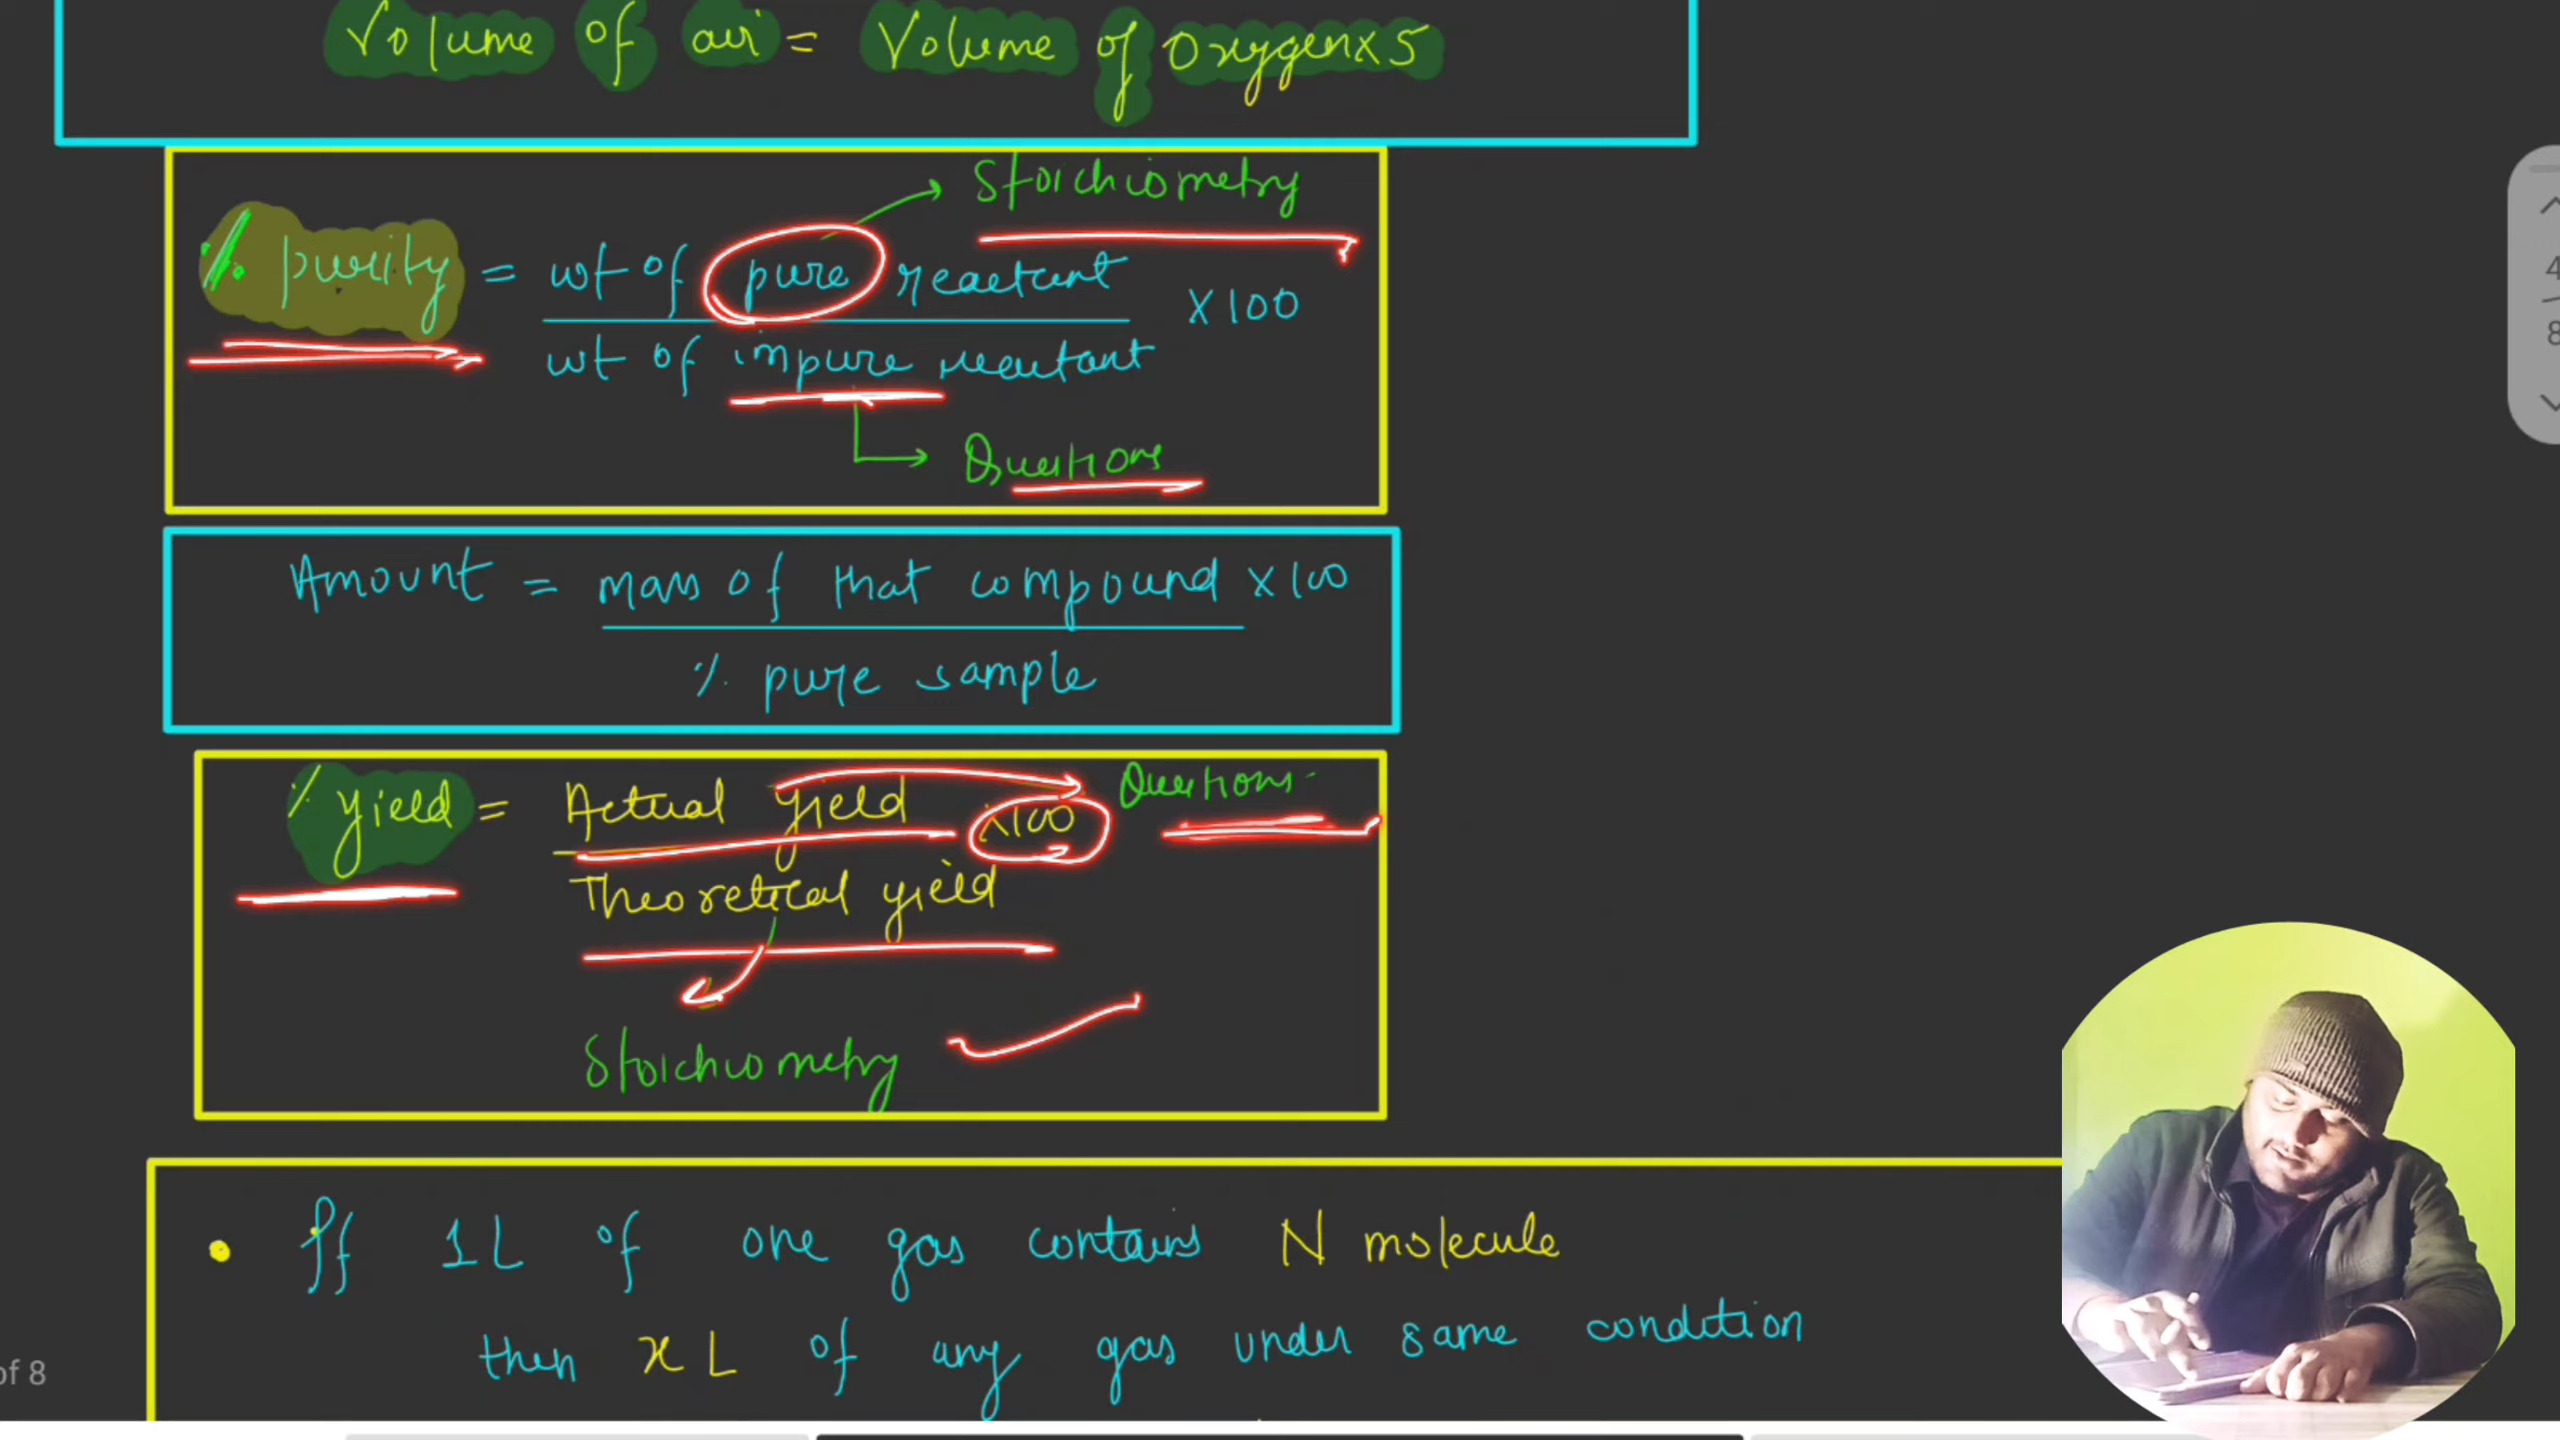 Volume of air = Volume of Oxygen x 5
Stoichiometry
% purity = wt of pure reactant
x 100
wt of impure reactant
Questions
Amount = mass of that compound x 100
% pure sample
% yield = Actual yield x100
Questions
Theoretical yield
Stoichiometry
• If 1L of one gas contains N molecule
then x L of any gas under same condition
of 8
4
8